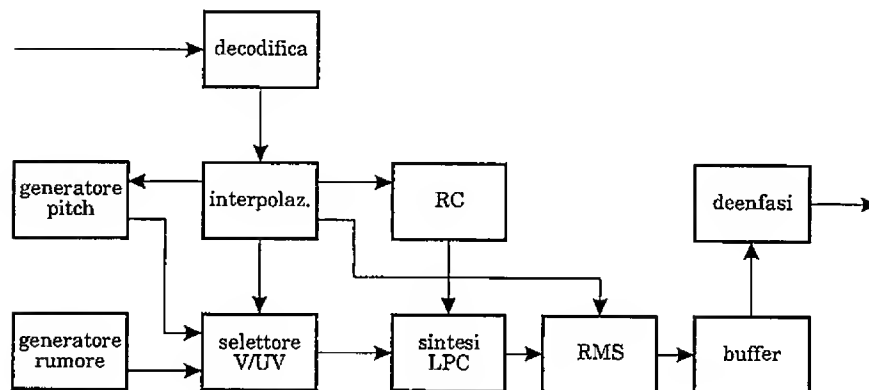 decodifica
generatore
pitch
interpolaz.
RC
deenfasi
generatore
rumore
selettore
V/UV
sintesi
LPC
RMS
buffer